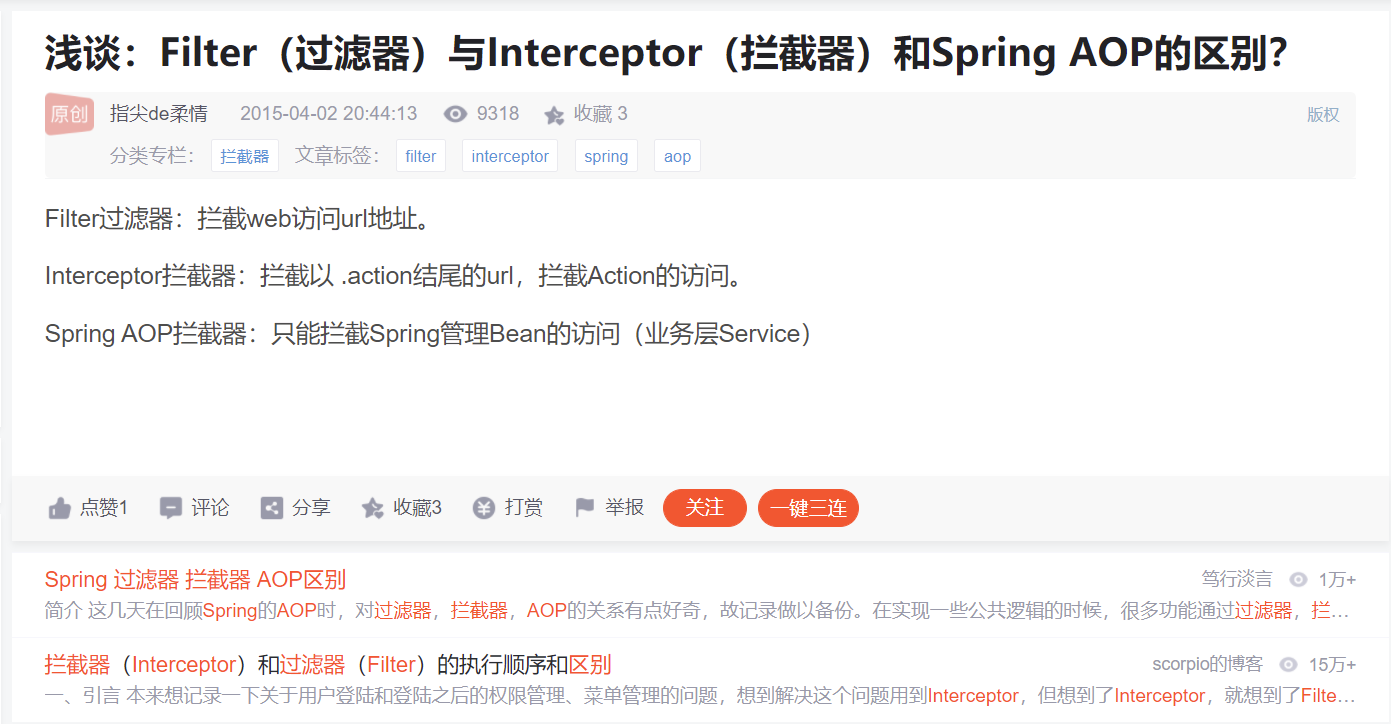 浅谈：Filter（过滤器）与Interceptor（拦截器）和Spring AOP的区别？
原创 指尖de柔情 2015-04-02 20:44:13 9318 收藏 3 版权
分类专栏： 拦截器 文章标签： filter interceptor spring aop
Filter过滤器：拦截web访问url地址。
Interceptor拦截器：拦截以 .action结尾的url，拦截Action的访问。
Spring AOP拦截器：只能拦截Spring管理Bean的访问（业务层Service）
点赞1 评论 分享 收藏3 打赏 举报 关注 一键三连
Spring 过滤器 拦截器 AOP区别 笃行淡言 1万+
简介 这几天在回顾Spring的AOP时，对过滤器，拦截器，AOP的关系有点好奇，故记录做以备份。在实现一些公共逻辑的时候，很多功能通过过滤器，拦…
拦截器（Interceptor）和过滤器（Filter）的执行顺序和区别 scorpio的博客 15万+
一、引言 本来想记录一下关于用户登陆和登陆之后的权限管理、菜单管理的问题，想到解决这个问题用到Interceptor，但想到了Interceptor，就想到了Filte…